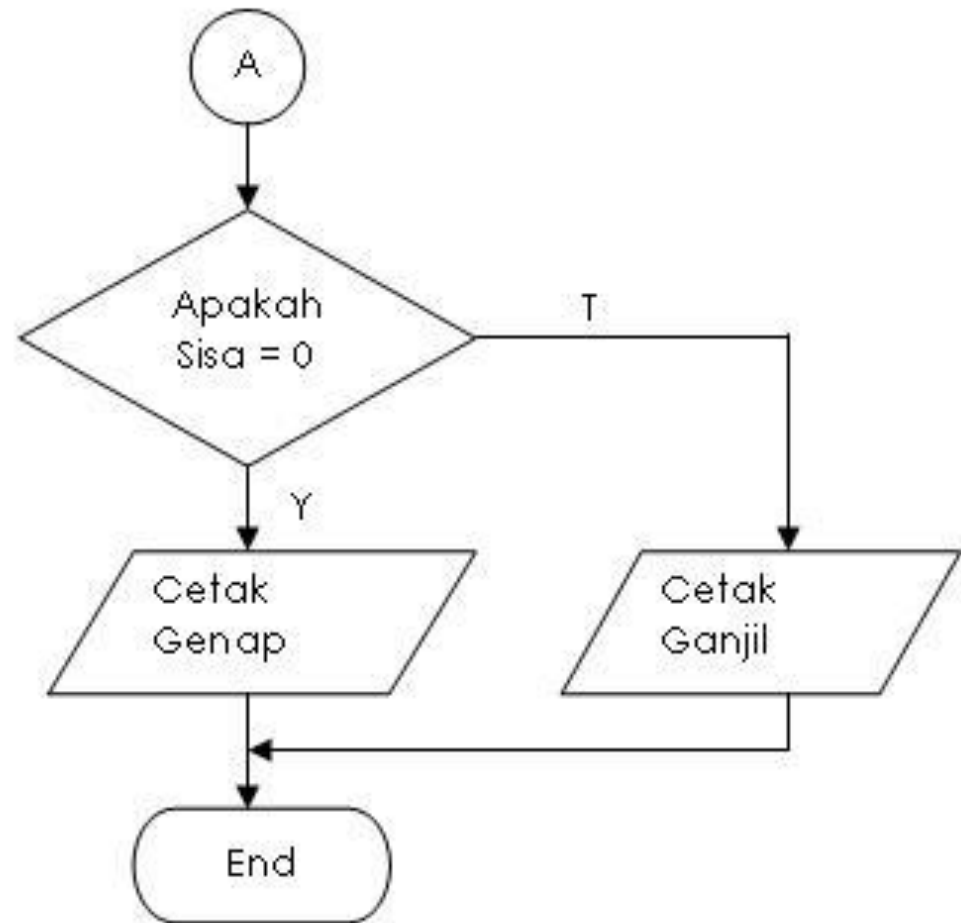 A
Apakah
Sisa = 0
T
Y
Cetak
Genap
Cetak
Ganjil
End